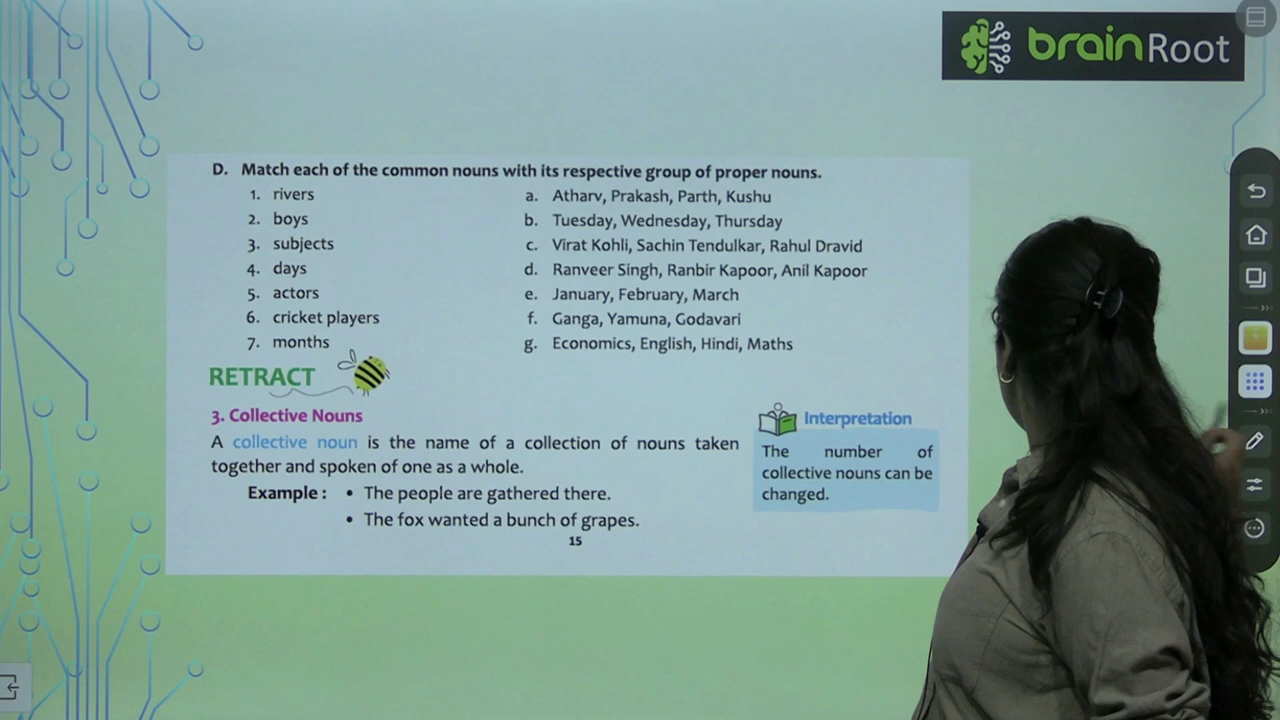 brainRoot
D. Match each of the common nouns with its respective group of proper nouns.
1. rivers a. Atharv, Prakash, Parth, Kushu
2. boys b. Tuesday, Wednesday, Thursday
3. subjects c. Virat Kohli, Sachin Tendulkar, Rahul Dravid
4. days d. Ranveer Singh, Ranbir Kapoor, Anil Kapoor
5. actors e. January, February, March
6. cricket players f. Ganga, Yamuna, Godavari
7. months g. Economics, English, Hindi, Maths
RETRACT
3. Collective Nouns
A collective noun is the name of a collection of nouns taken
together and spoken of one as a whole.
Example : • The people are gathered there.
• The fox wanted a bunch of grapes.
Interpretation
The number of
collective nouns can be
changed.
15